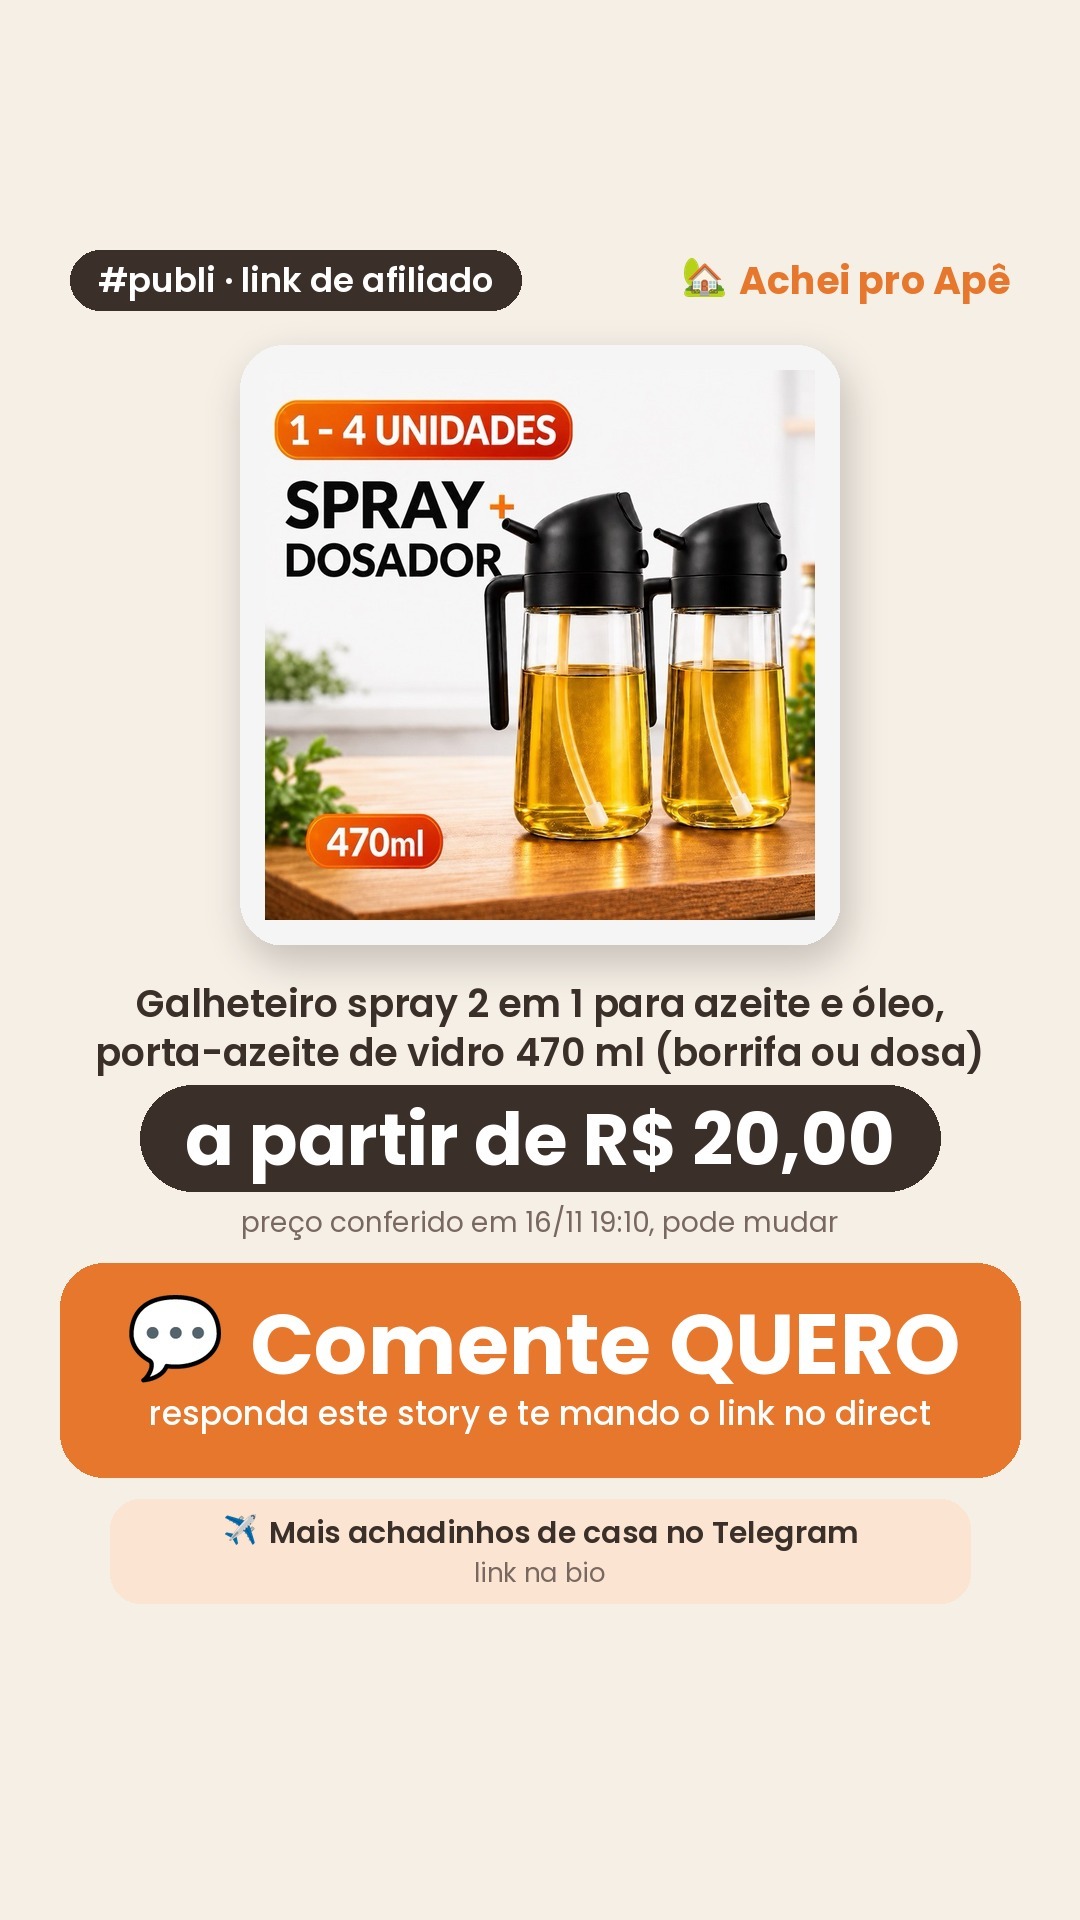 #publi · link de afiliado
🏡 Achei pro Apê
1 - 4 UNIDADES
SPRAY +
DOSADOR
470ml
Galheteiro spray 2 em 1 para azeite e óleo,
porta-azeite de vidro 470 ml (borrifa ou dosa)
a partir de R$ 20,00
preço conferido em 16/11 19:10, pode mudar
💬 Comente QUERO
responda este story e te mando o link no direct
✈️ Mais achadinhos de casa no Telegram
link na bio